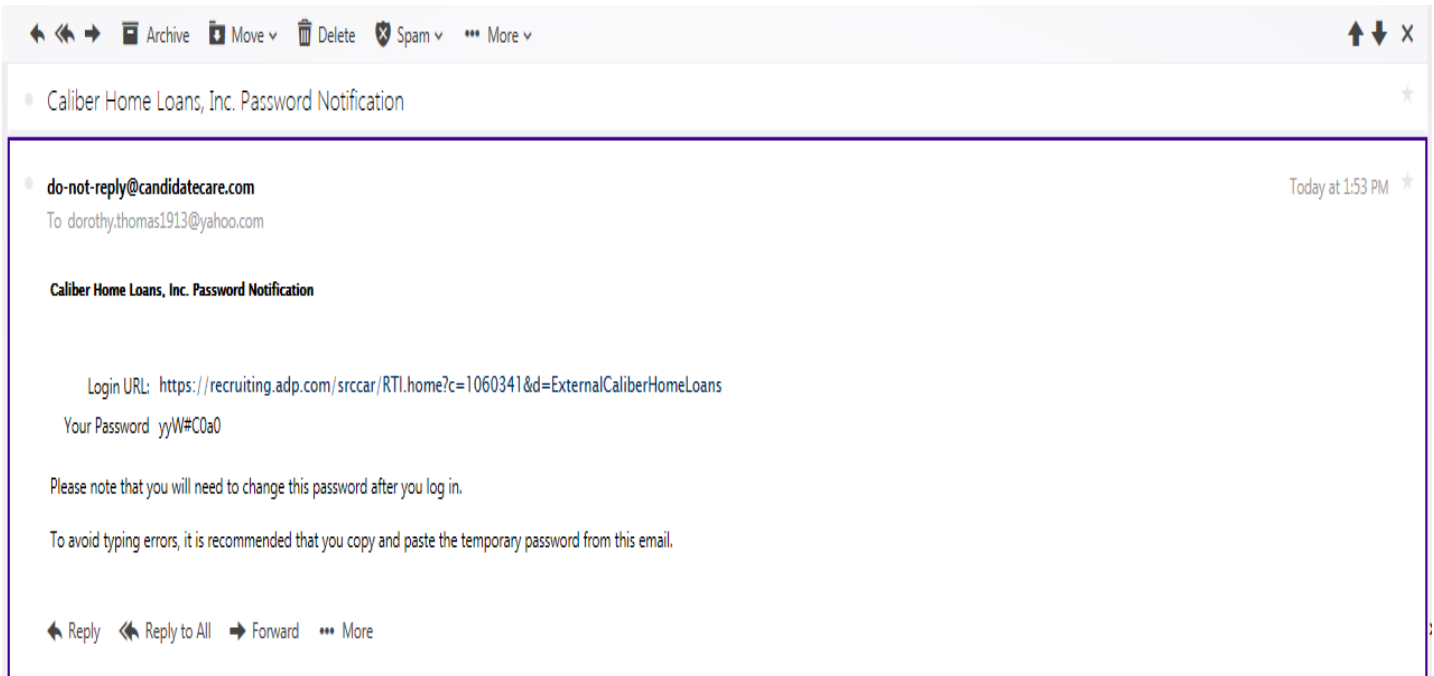 Archive Move Delete Spam More
Caliber Home Loans, Inc. Password Notification
do-not-reply@candidatecare.com Today at 1:53 PM
To dorothy.thomas1913@yahoo.com
Caliber Home Loans, Inc. Password Notification
Login URL: https://recruiting.adp.com/srccar/RTI.home?c=1060341&d=ExternalCaliberHomeLoans
Your Password yyW#C0a0
Please note that you will need to change this password after you log in.
To avoid typing errors, it is recommended that you copy and paste the temporary password from this email.
Reply Reply to All Forward More